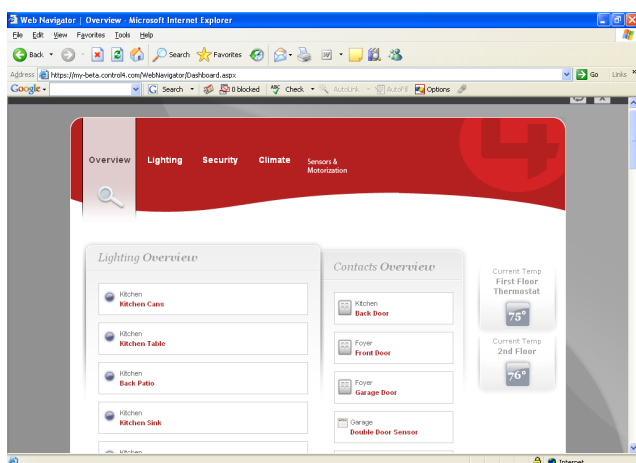 Web Navigator | Overview - Microsoft Internet Explorer
File Edit View Favorites Tools Help
Back Search Favorites
Address https://my-beta.control4.com/WebNavigator/Dashboard.aspx Go Links
Google Search 0 blocked Check AutoLink AutoFill Options
Overview Lighting Security Climate Sensors &
Motorization
4
Lighting Overview
Kitchen
Kitchen Cans
Kitchen
Kitchen Table
Kitchen
Back Patio
Kitchen
Kitchen Sink
Kitchen
Contacts Overview
Kitchen
Back Door
Foyer
Front Door
Foyer
Garage Door
Garage
Double Door Sensor
Current Temp
First Floor
Thermostat
75°
Current Temp
2nd Floor
76°
Internet